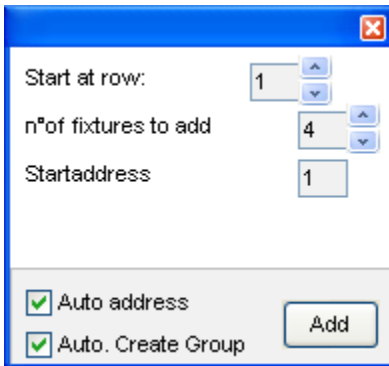 Start at row: 1
n°of fixtures to add 4
Startaddress 1
Auto address
Add
Auto. Create Group